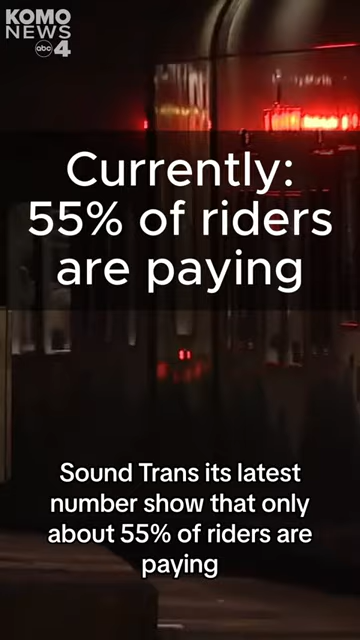 KOMO
NEWS
abc 4
Currently:
55% of riders
are paying
Sound Trans its latest
number show that only
about 55% of riders are
paying